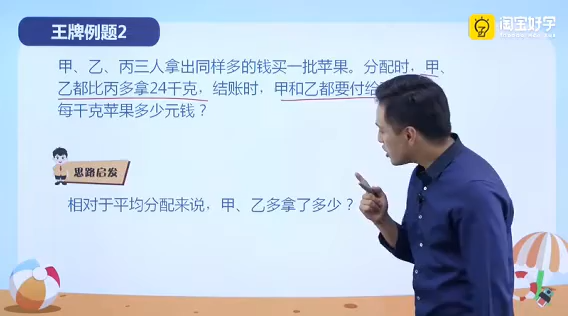 王牌例题2
淘宝好学
甲、乙、丙三人拿出同样多的钱买一批苹果。分配时，甲、
乙都比丙多拿24千克，结账时，甲和乙都要付给
每千克苹果多少元钱？
思路启发
相对于平均分配来说，甲、乙多拿了多少？